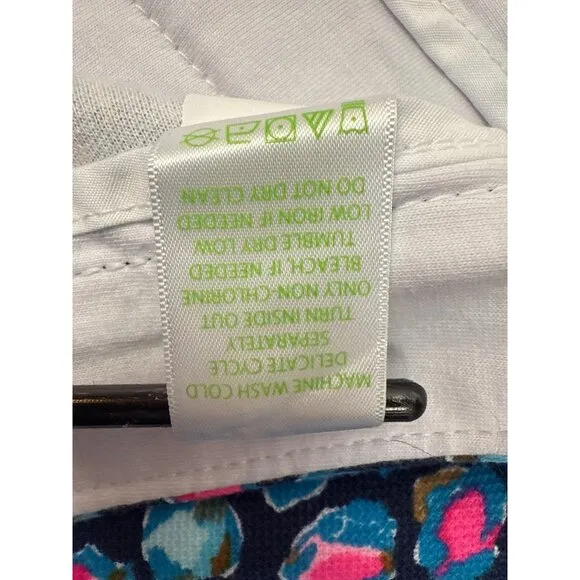 MACHINE WASH COLD
DELICATE CYCLE
SEPARATELY
TURN INSIDE OUT
ONLY NON-CHLORINE
BLEACH, IF NEEDED
TUMBLE DRY LOW
LOW IRON IF NEEDED
DO NOT DRY CLEAN